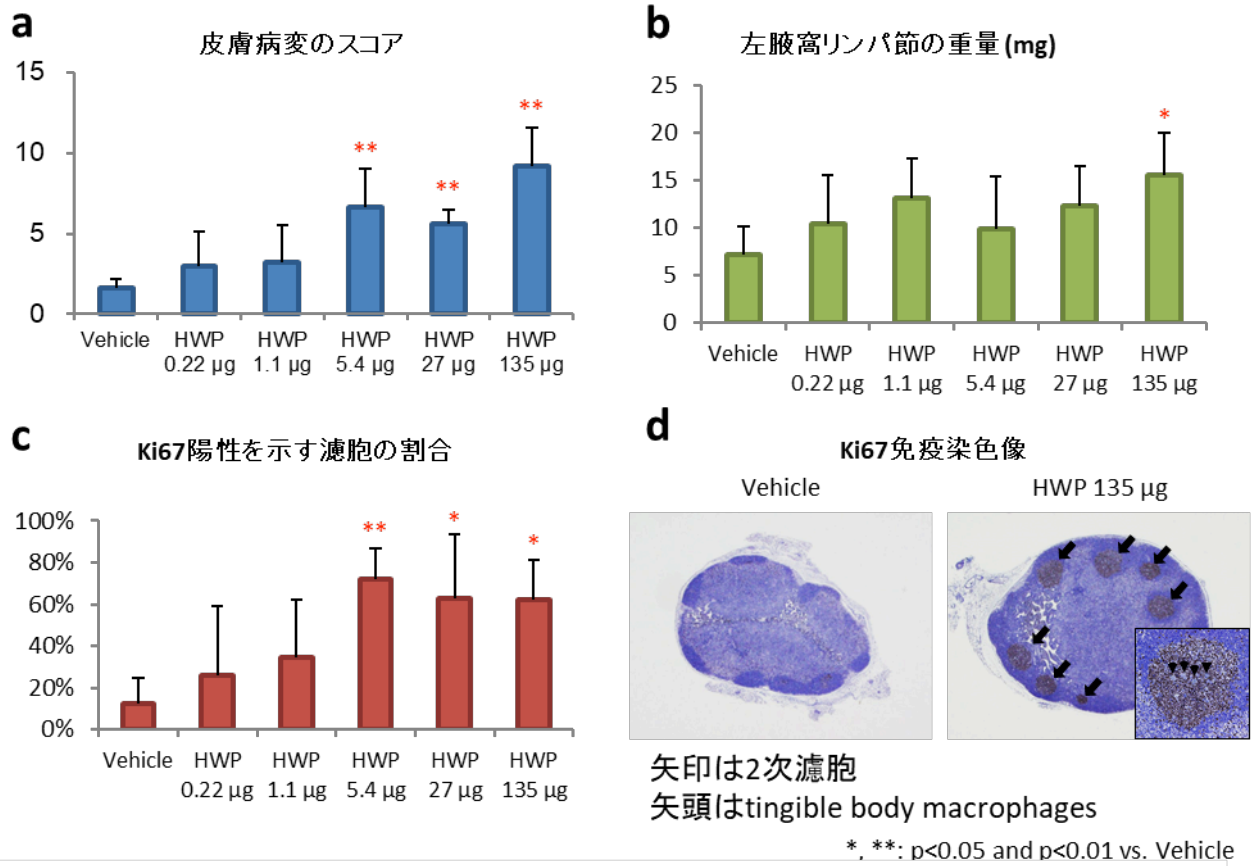 a
皮膚病変のスコア
15
10
5
0
**
**
**
Vehicle
HWP
0.22 µg
HWP
1.1 µg
HWP
5.4 µg
HWP
27 µg
HWP
135 µg
b
左腋窩リンパ節の重量(mg)
25
20
15
10
5
0
*
Vehicle
HWP
0.22 µg
HWP
1.1 µg
HWP
5.4 µg
HWP
27 µg
HWP
135 µg
c
Ki67陽性を示す濾胞の割合
100%
80%
60%
40%
20%
0%
**
*
*
Vehicle
HWP
0.22 µg
HWP
1.1 µg
HWP
5.4 µg
HWP
27 µg
HWP
135 µg
d
Ki67免疫染色像
Vehicle
HWP 135 µg
矢印は2次濾胞
矢頭はtingible body macrophages
*, **: p<0.05 and p<0.01 vs. Vehicle